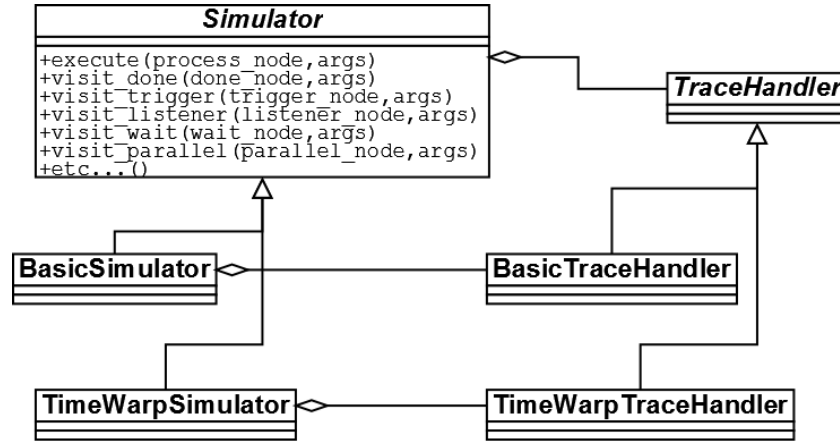 Simulator
+execute(process_node,args)
+visit_done(done_node,args)
+visit_trigger(trigger_node,args)
+visit_listener(listener_node,args)
+visit_wait(wait_node,args)
+visit_parallel(parallel_node,args)
+etc...()
TraceHandler
BasicSimulator
BasicTraceHandler
TimeWarpSimulator
TimeWarpTraceHandler